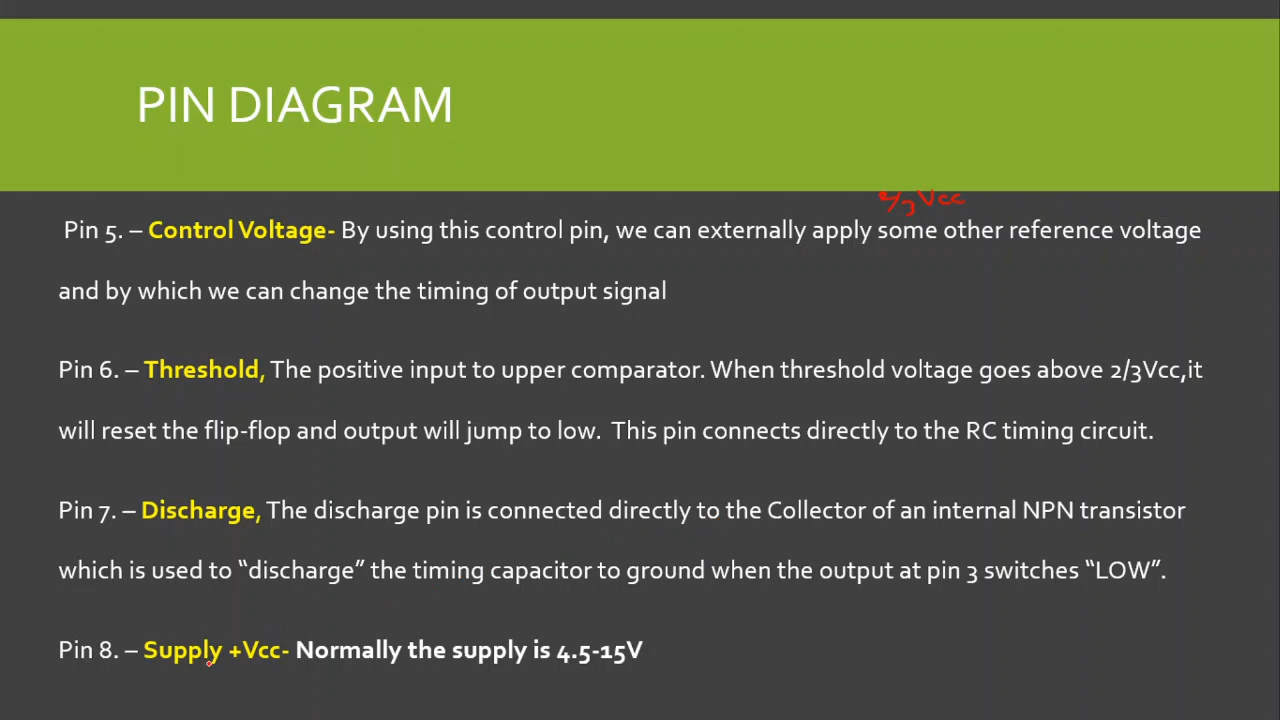 PIN DIAGRAM
2/3 Vcc
Pin 5. – Control Voltage- By using this control pin, we can externally apply some other reference voltage
and by which we can change the timing of output signal
Pin 6. – Threshold, The positive input to upper comparator. When threshold voltage goes above 2/3Vcc,it
will reset the flip-flop and output will jump to low.  This pin connects directly to the RC timing circuit.
Pin 7. – Discharge, The discharge pin is connected directly to the Collector of an internal NPN transistor
which is used to “discharge” the timing capacitor to ground when the output at pin 3 switches “LOW”.
Pin 8. – Supply +Vcc- Normally the supply is 4.5-15V